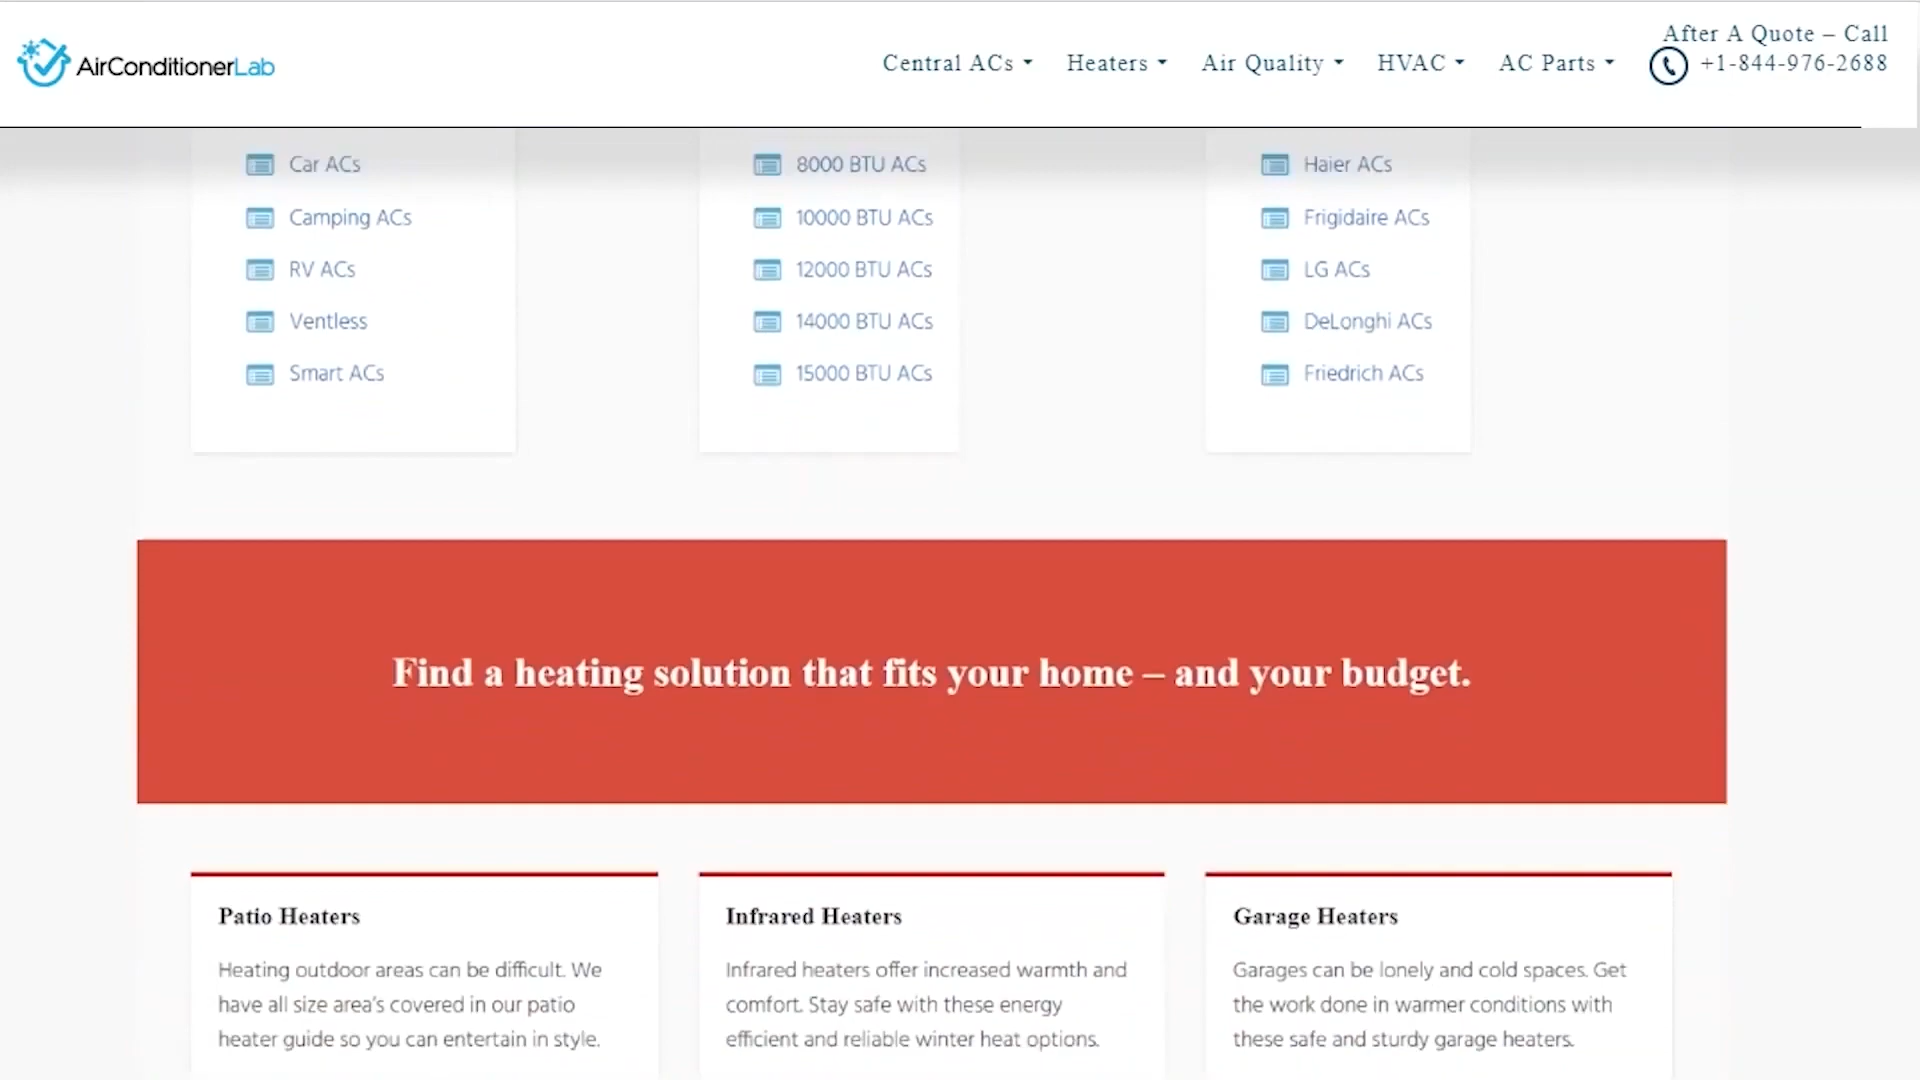 AirConditionerLab
Central ACs
Heaters
Air Quality
HVAC
AC Parts
After A Quote – Call
+1-844-976-2688
Car ACs
Camping ACs
RV ACs
Ventless
Smart ACs
8000 BTU ACs
10000 BTU ACs
12000 BTU ACs
14000 BTU ACs
15000 BTU ACs
Haier ACs
Frigidaire ACs
LG ACs
DeLonghi ACs
Friedrich ACs
Find a heating solution that fits your home – and your budget.
Patio Heaters
Heating outdoor areas can be difficult. We
have all size area's covered in our patio
heater guide so you can entertain in style.
Infrared Heaters
Infrared heaters offer increased warmth and
comfort. Stay safe with these energy
efficient and reliable winter heat options.
Garage Heaters
Garages can be lonely and cold spaces. Get
the work done in warmer conditions with
these safe and sturdy garage heaters.